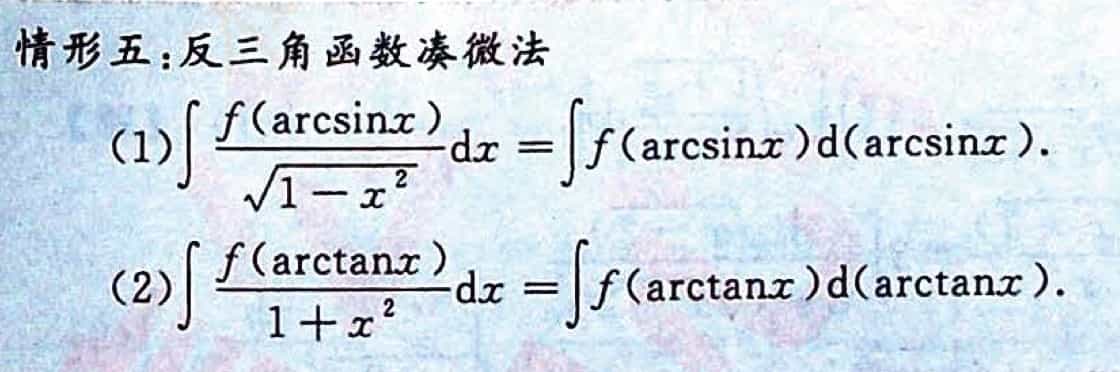 情形五:反三角函数凑微法
(1)∫ f(arcsinx)/√(1−x²) dx = ∫f(arcsinx)d(arcsinx).
(2)∫ f(arctanx)/(1+x²) dx = ∫f(arctanx)d(arctanx).